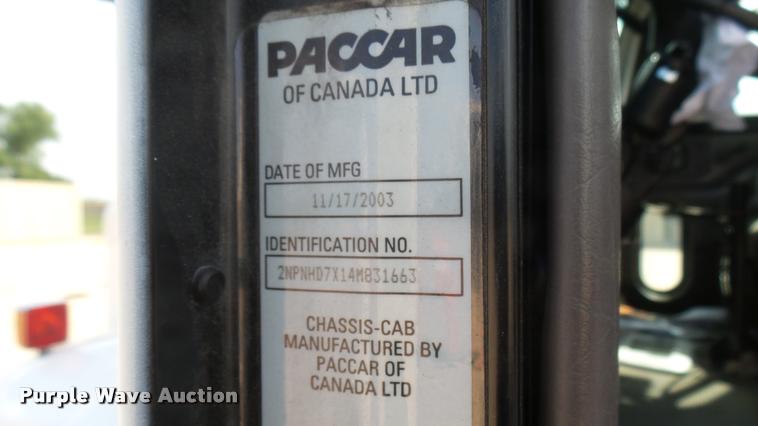 PACCAR
OF CANADA LTD
DATE OF MFG
11/17/2003
IDENTIFICATION NO.
2NPNHD7X14M831663
CHASSIS-CAB
MANUFACTURED BY
PACCAR OF
CANADA LTD
Purple Wave Auction®